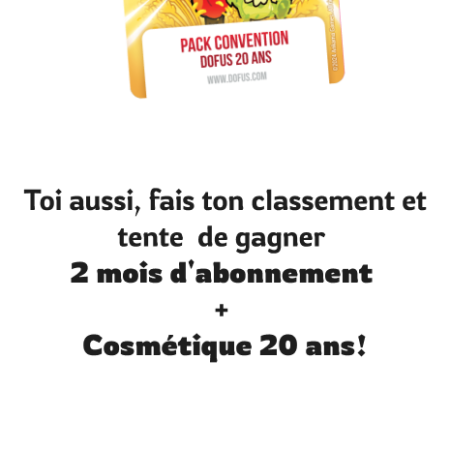 PACK CONVENTION
DOFUS 20 ANS
WWW.DOFUS.COM
Toi aussi, fais ton classement et
tente de gagner
2 mois d'abonnement
+
Cosmétique 20 ans!